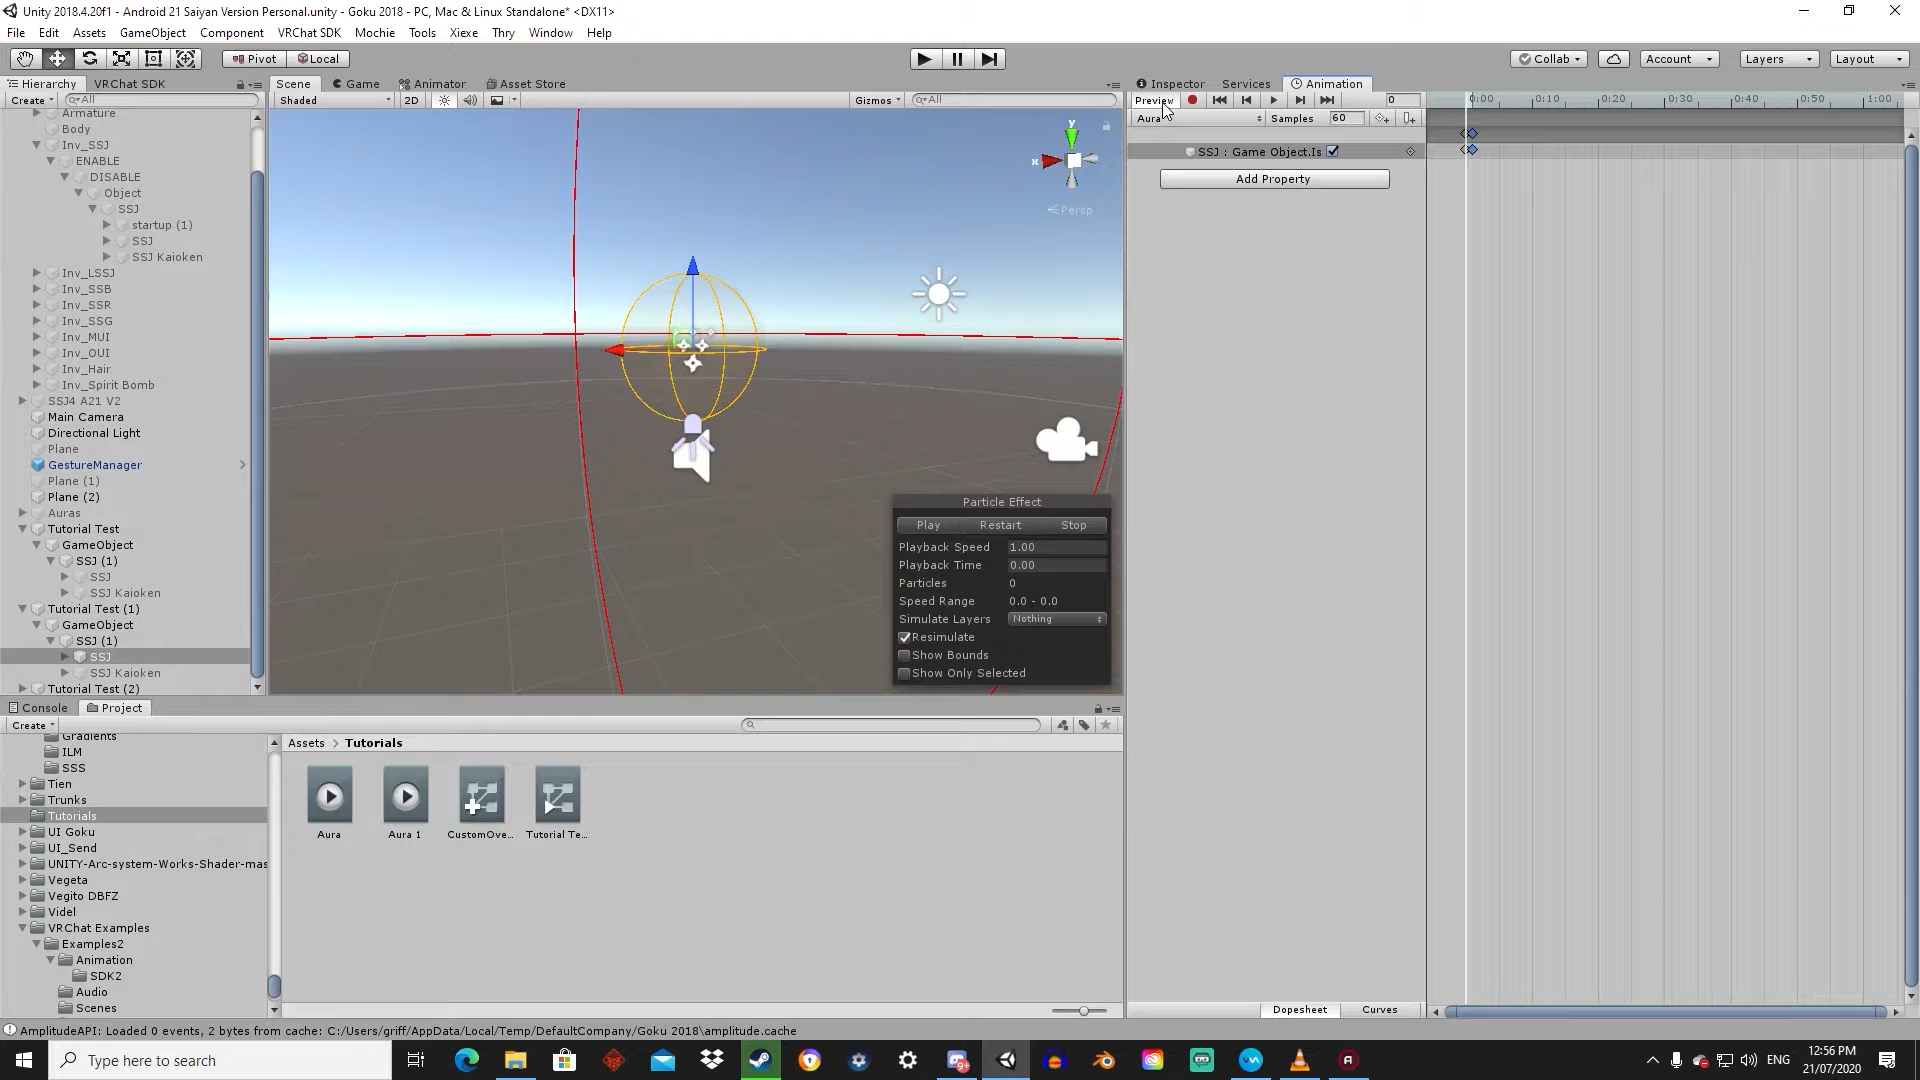 Unity 2018.4.20f1 - Android 21 Saiyan Version Personal.unity - Goku 2018 - PC, Mac & Linux Standalone* <DX11>
File Edit Assets GameObject Component VRChat SDK Mochie Tools Xiexe Thry Window Help
Pivot Local Collab Account Layers Layout
Hierarchy VRChat SDK Scene Game Animator Asset Store Inspector Services Animation
Create All Shaded 2D Gizmos All Preview 0 0:00 0:10 0:20 0:30 0:40 0:50 1:00
Aura Samples 60
Armature
Body
Inv_SSJ
ENABLE
DISABLE
Object
SSJ
startup (1)
SSJ
SSJ Kaioken
Inv_LSSJ
Inv_SSB
Inv_SSR
Inv_SSG
Inv_MUI
Inv_OUI
Inv_Hair
Inv_Spirit Bomb
SSJ4 A21 V2
Main Camera
Directional Light
Plane
GestureManager
Plane (1)
Plane (2)
Auras
Tutorial Test
GameObject
SSJ (1)
SSJ
SSJ Kaioken
Tutorial Test (1)
GameObject
SSJ (1)
SSJ
SSJ Kaioken
Tutorial Test (2)
y
x
Persp
Particle Effect
Play Restart Stop
Playback Speed 1.00
Playback Time 0.00
Particles 0
Speed Range 0.0 - 0.0
Simulate Layers Nothing
Resimulate
Show Bounds
Show Only Selected
SSJ : Game Object.Is
Add Property
Dopesheet Curves
Console Project
Create
Gradients
ILM
SSS
Tien
Trunks
Tutorials
UI Goku
UI_Send
UNITY-Arc-system-Works-Shader-mas
Vegeta
Vegito DBFZ
Videl
VRChat Examples
Examples2
Animation
SDK2
Audio
Scenes
Assets > Tutorials
Aura Aura 1 CustomOve... Tutorial Te...
AmplitudeAPI: Loaded 0 events, 2 bytes from cache: C:/Users/griff/AppData/Local/Temp/DefaultCompany/Goku 2018\amplitude.cache
Type here to search
9+
ENG
12:56 PM
21/07/2020